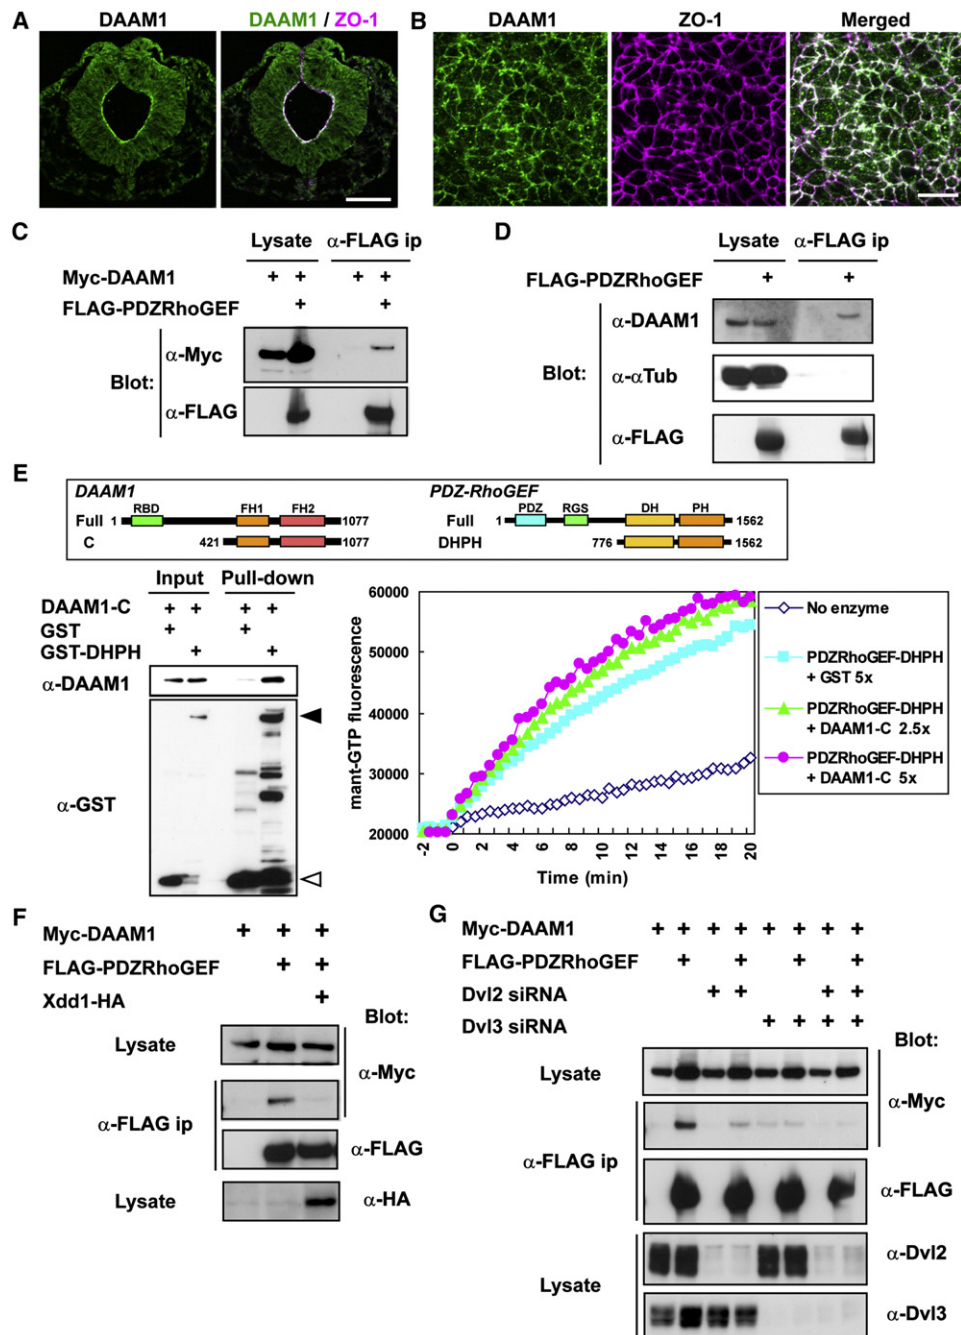 A
DAAM1
DAAM1 / ZO-1
B
DAAM1
ZO-1
Merged
C
Lysate α-FLAG ip
Myc-DAAM1 + + + +
FLAG-PDZRhoGEF + +
Blot:
α-Myc
α-FLAG
D
Lysate α-FLAG ip
FLAG-PDZRhoGEF + +
Blot:
α-DAAM1
α-αTub
α-FLAG
E
DAAM1
RBD FH1 FH2
Full 1 1077
C 421 1077
PDZ-RhoGEF
PDZ RGS DH PH
Full 1 1562
DHPH 776 1562
Input Pull-down
DAAM1-C + + + +
GST + +
GST-DHPH + +
α-DAAM1
α-GST
mant-GTP fluorescence
60000
50000
40000
30000
20000
-2 0 2 4 6 8 10 12 14 16 18 20
Time (min)
No enzyme
PDZRhoGEF-DHPH
+ GST 5x
PDZRhoGEF-DHPH
+ DAAM1-C 2.5x
PDZRhoGEF-DHPH
+ DAAM1-C 5x
F
Myc-DAAM1 + + +
FLAG-PDZRhoGEF + +
Xdd1-HA +
Blot:
Lysate
α-Myc
α-FLAG ip
α-FLAG
Lysate
α-HA
G
Myc-DAAM1 + + + + + + + +
FLAG-PDZRhoGEF + + + +
Dvl2 siRNA + + + +
Dvl3 siRNA + + + +
Blot:
Lysate
α-Myc
α-FLAG ip
α-FLAG
α-Dvl2
Lysate
α-Dvl3